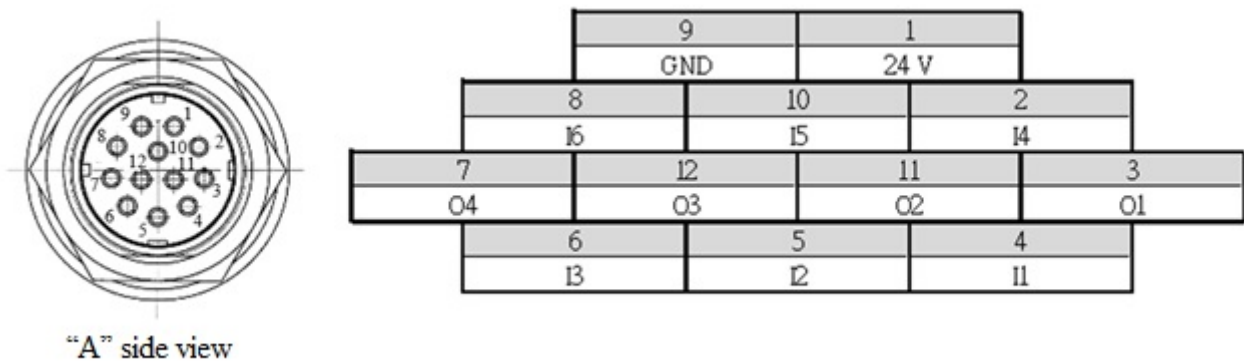 9 1
GND 24 V
8 10 2
I6 I5 I4
7 12 11 3
O4 O3 O2 O1
6 5 4
I3 I2 I1
9 1
8 10 2
12 11
7 3
6 4
5
“A” side view